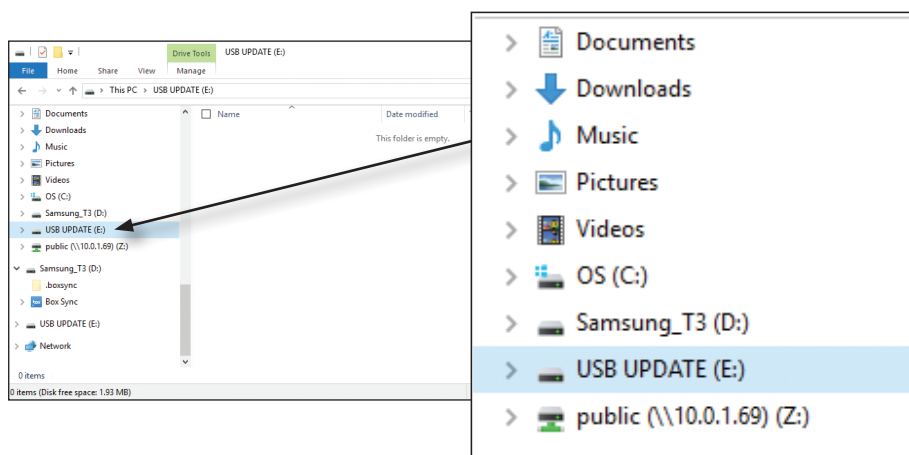 Drive Tools USB UPDATE (E:)
File Home Share View Manage
This PC > USB UPDATE (E:)
Name Date modified
This folder is empty.
Documents
Downloads
Music
Pictures
Videos
OS (C:)
Samsung_T3 (D:)
USB UPDATE (E:)
public (\\10.0.1.69) (Z:)
Samsung_T3 (D:)
.boxsync
Box Sync
USB UPDATE (E:)
Network
0 items
0 items (Disk free space: 1.93 MB)
Documents
Downloads
Music
Pictures
Videos
OS (C:)
Samsung_T3 (D:)
USB UPDATE (E:)
public (\\10.0.1.69) (Z:)